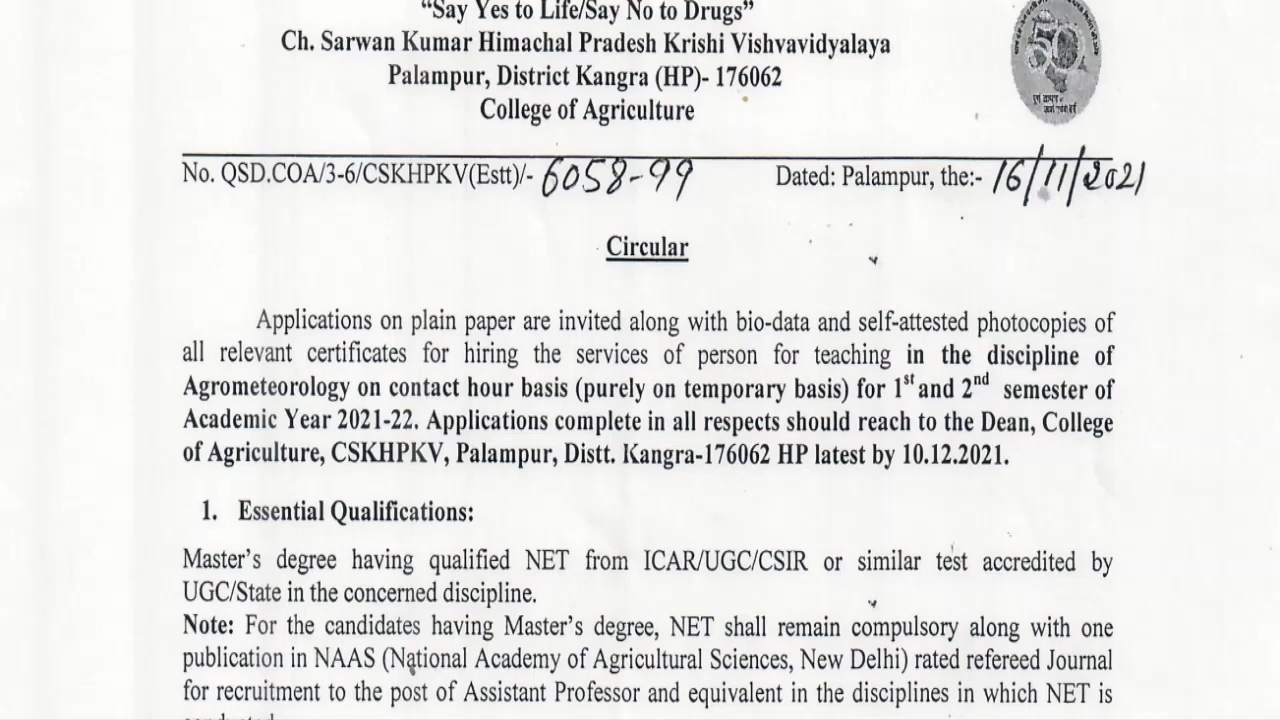 “Say Yes to Life/Say No to Drugs”
Ch. Sarwan Kumar Himachal Pradesh Krishi Vishvavidyalaya
Palampur, District Kangra (HP)- 176062
College of Agriculture
50
No. QSD.COA/3-6/CSKHPKV(Estt)/- 6058-99 Dated: Palampur, the:- 16/11/2021
Circular
Applications on plain paper are invited along with bio-data and self-attested photocopies of
all relevant certificates for hiring the services of person for teaching in the discipline of
Agrometeorology on contact hour basis (purely on temporary basis) for 1st and 2nd semester of
Academic Year 2021-22. Applications complete in all respects should reach to the Dean, College
of Agriculture, CSKHPKV, Palampur, Distt. Kangra-176062 HP latest by 10.12.2021.
1. Essential Qualifications:
Master’s degree having qualified NET from ICAR/UGC/CSIR or similar test accredited by
UGC/State in the concerned discipline.
Note: For the candidates having Master’s degree, NET shall remain compulsory along with one
publication in NAAS (National Academy of Agricultural Sciences, New Delhi) rated refereed Journal
for recruitment to the post of Assistant Professor and equivalent in the disciplines in which NET is